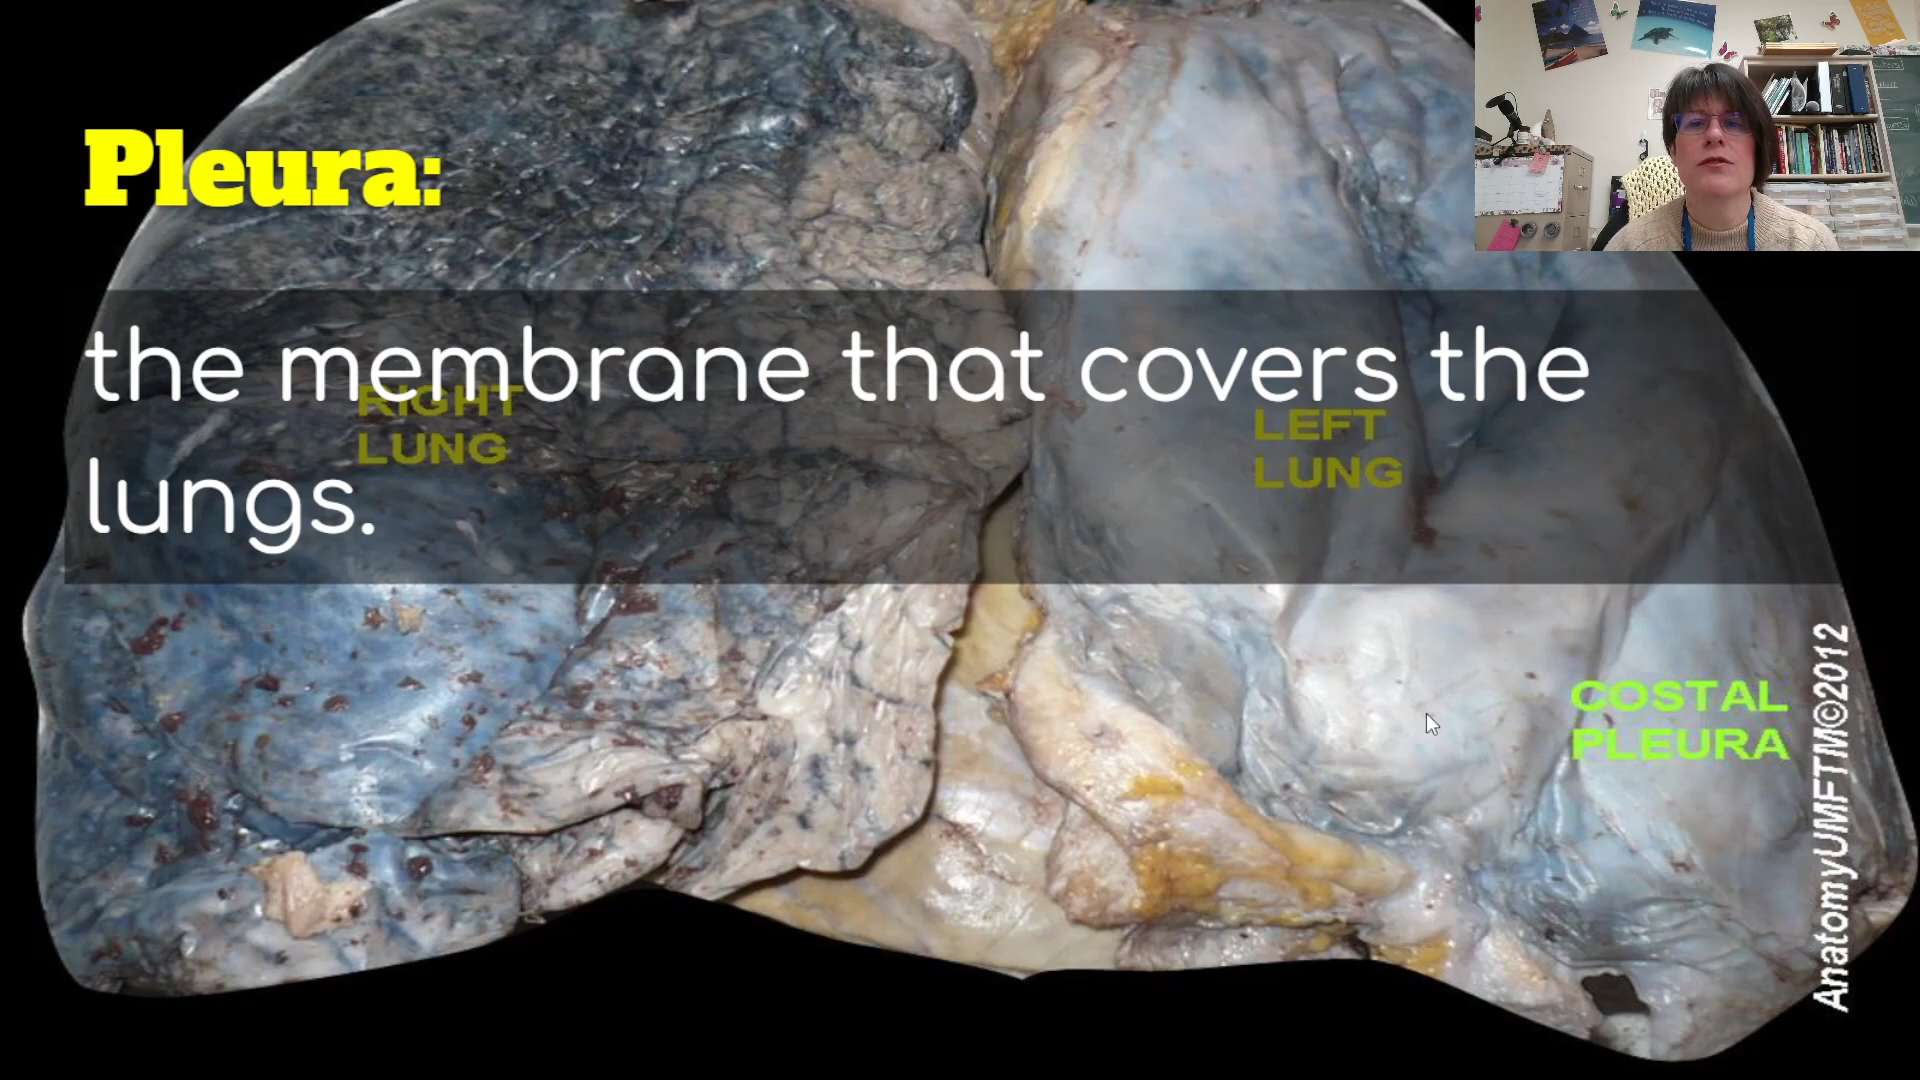 Pleura:
the membrane that covers the
lungs.
RIGHT
LUNG
LEFT
LUNG
COSTAL
PLEURA
AnatomyUMFTM©2012